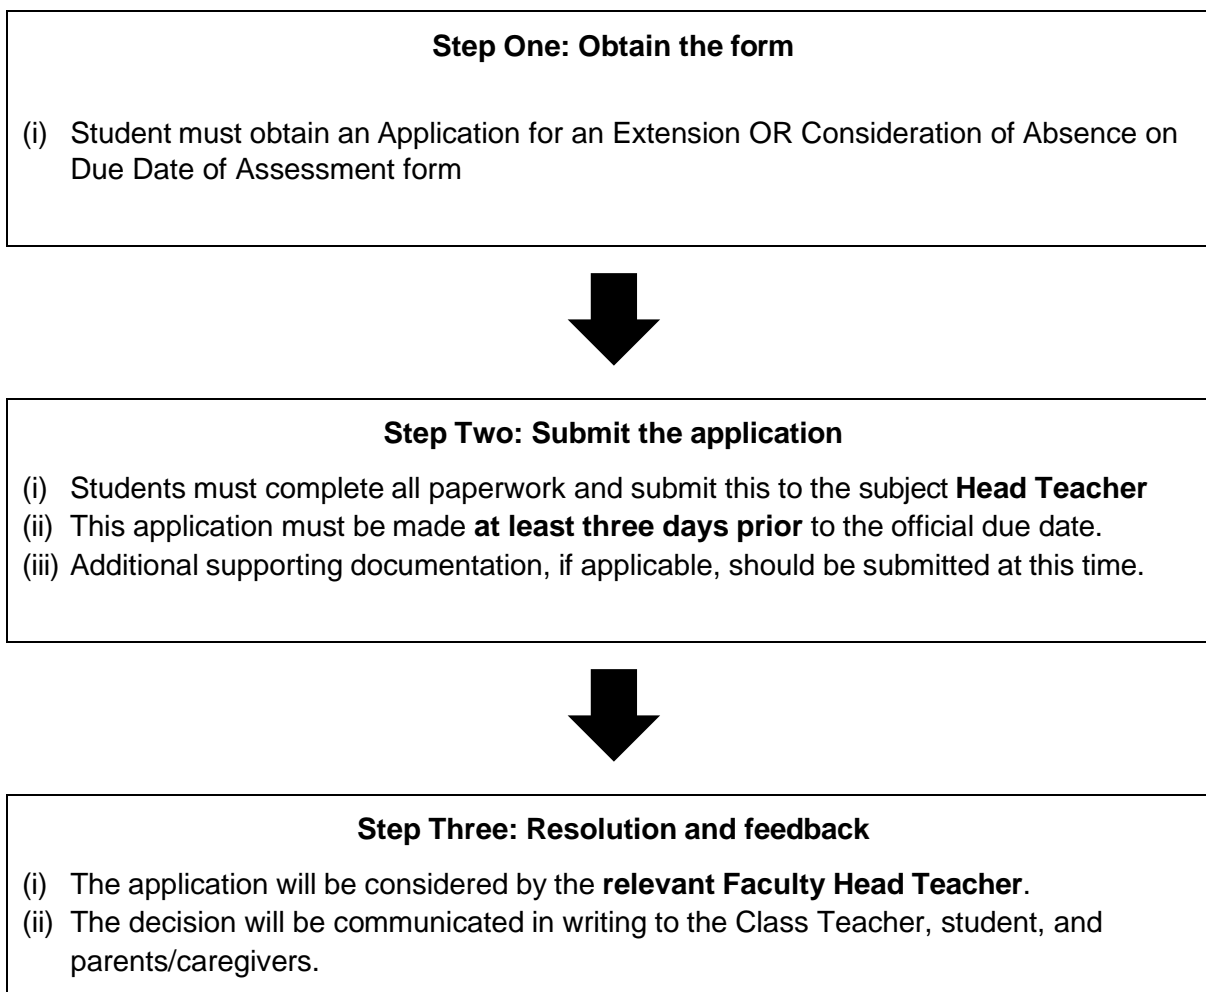 Step One: Obtain the form
(i) Student must obtain an Application for an Extension OR Consideration of Absence on
Due Date of Assessment form
Step Two: Submit the application
(i) Students must complete all paperwork and submit this to the subject Head Teacher
(ii) This application must be made at least three days prior to the official due date.
(iii) Additional supporting documentation, if applicable, should be submitted at this time.
Step Three: Resolution and feedback
(i) The application will be considered by the relevant Faculty Head Teacher.
(ii) The decision will be communicated in writing to the Class Teacher, student, and
parents/caregivers.